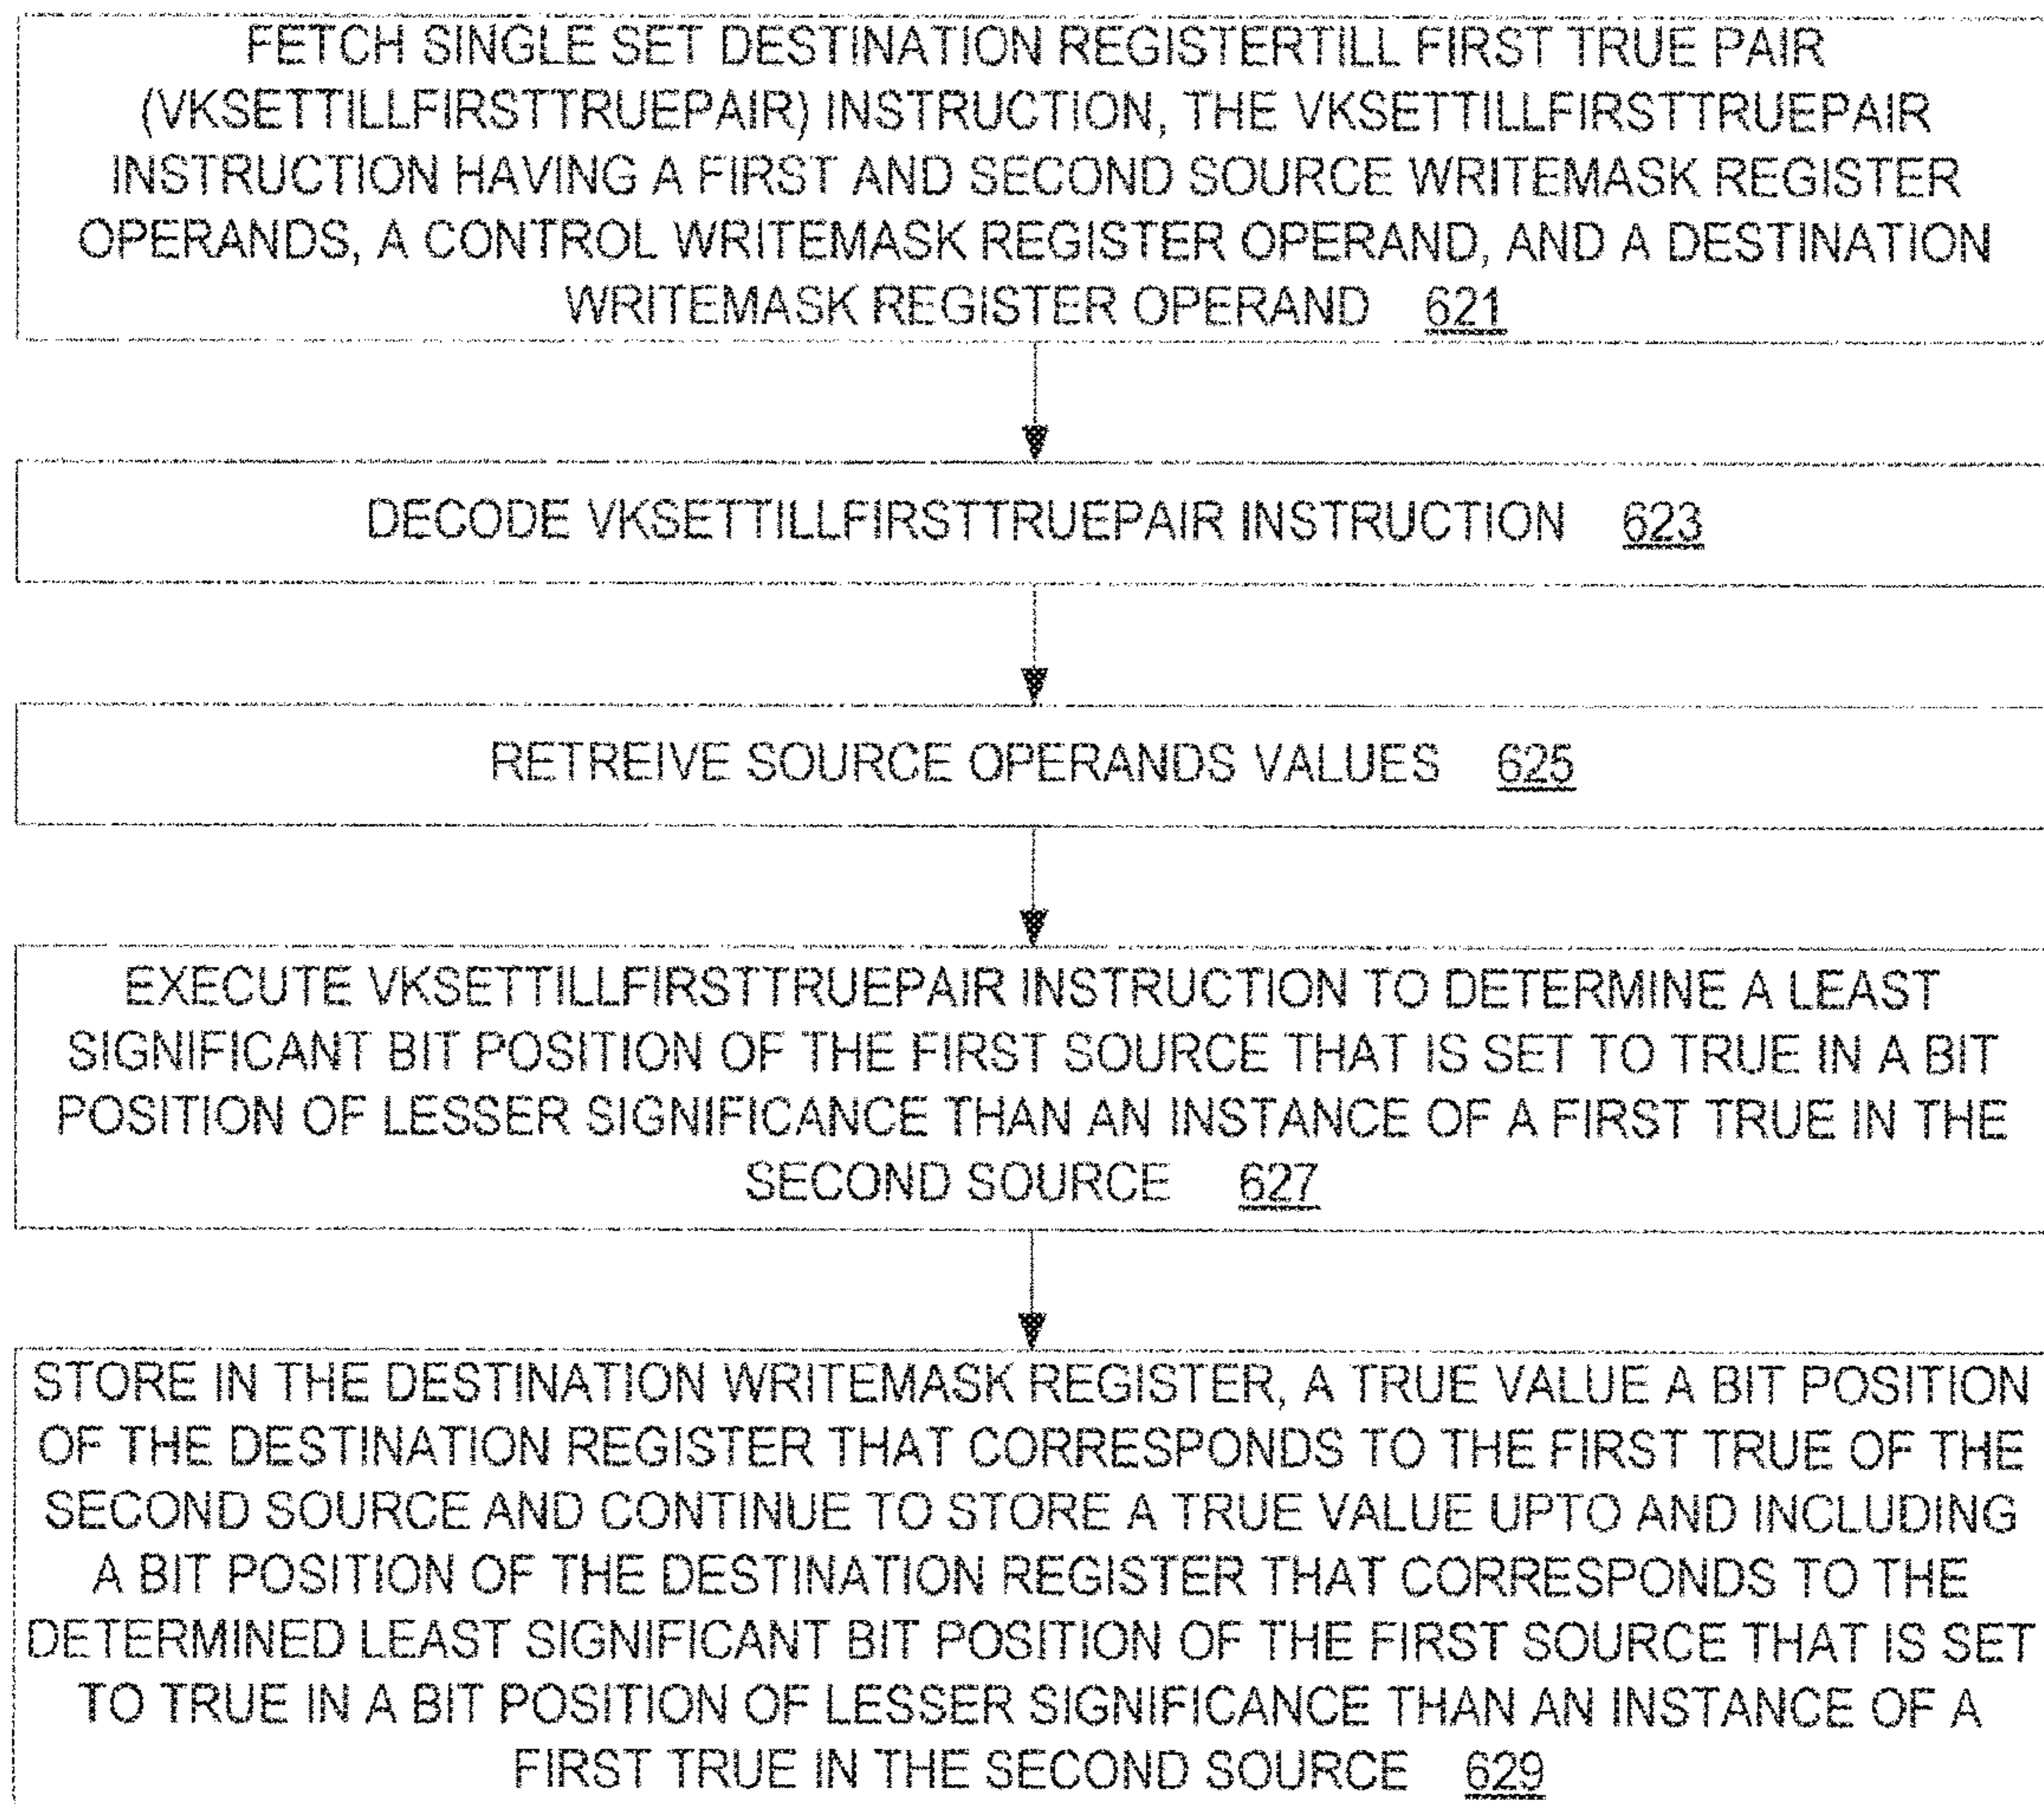 FETCH SINGLE SET DESTINATION REGISTERTILL FIRST TRUE PAIR
(VKSETTILLFIRSTTRUEPAIR) INSTRUCTION, THE VKSETTILLFIRSTTRUEPAIR
INSTRUCTION HAVING A FIRST AND SECOND SOURCE WRITEMASK REGISTER
OPERANDS, A CONTROL WRITEMASK REGISTER OPERAND, AND A DESTINATION
WRITEMASK REGISTER OPERAND 621
DECODE VKSETTILLFIRSTTRUEPAIR INSTRUCTION 623
RETREIVE SOURCE OPERANDS VALUES 625
EXECUTE VKSETTILLFIRSTTRUEPAIR INSTRUCTION TO DETERMINE A LEAST
SIGNIFICANT BIT POSITION OF THE FIRST SOURCE THAT IS SET TO TRUE IN A BIT
POSITION OF LESSER SIGNIFICANCE THAN AN INSTANCE OF A FIRST TRUE IN THE
SECOND SOURCE 627
STORE IN THE DESTINATION WRITEMASK REGISTER, A TRUE VALUE A BIT POSITION
OF THE DESTINATION REGISTER THAT CORRESPONDS TO THE FIRST TRUE OF THE
SECOND SOURCE AND CONTINUE TO STORE A TRUE VALUE UPTO AND INCLUDING
A BIT POSITION OF THE DESTINATION REGISTER THAT CORRESPONDS TO THE
DETERMINED LEAST SIGNIFICANT BIT POSITION OF THE FIRST SOURCE THAT IS SET
TO TRUE IN A BIT POSITION OF LESSER SIGNIFICANCE THAN AN INSTANCE OF A
FIRST TRUE IN THE SECOND SOURCE 629